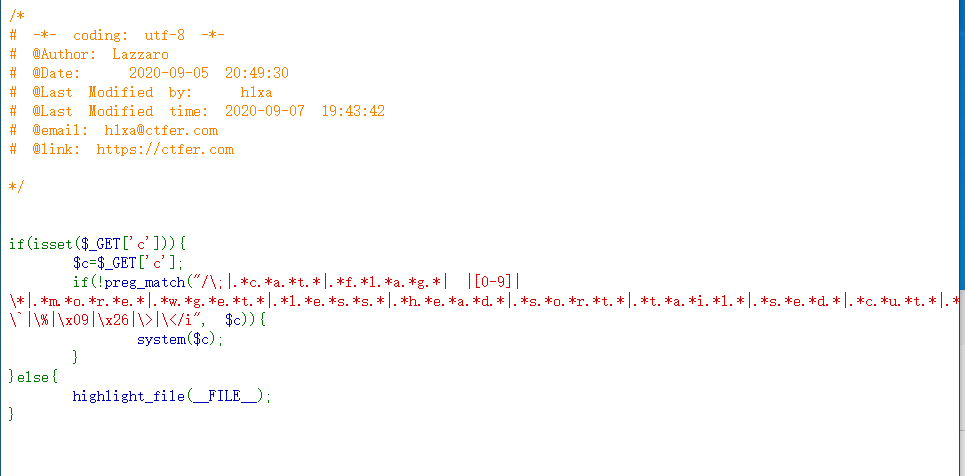 /*
# -*- coding: utf-8 -*-
# @Author: Lazzaro
# @Date: 2020-09-05 20:49:30
# @Last Modified by: hlxa
# @Last Modified time: 2020-09-07 19:43:42
# @email: hlxa@ctfer.com
# @link: https://ctfer.com
*/
if(isset($_GET['c'])){
$c=$_GET['c'];
if(!preg_match("/\;|.*c.*a.*t.*|.*f.*l.*a.*g.*| |[0-9]|
\*|.*m.*o.*r.*e.*|.*w.*g.*e.*t.*|.*l.*e.*s.*s.*|.*h.*e.*a.*d.*|.*s.*o.*r.*t.*|.*t.*a.*i.*l.*|.*s.*e.*d.*|.*c.*u.*t.*|.*
\`|\%|\x09|\x26|\>|\</i", $c)){
system($c);
}
}else{
highlight_file(__FILE__);
}